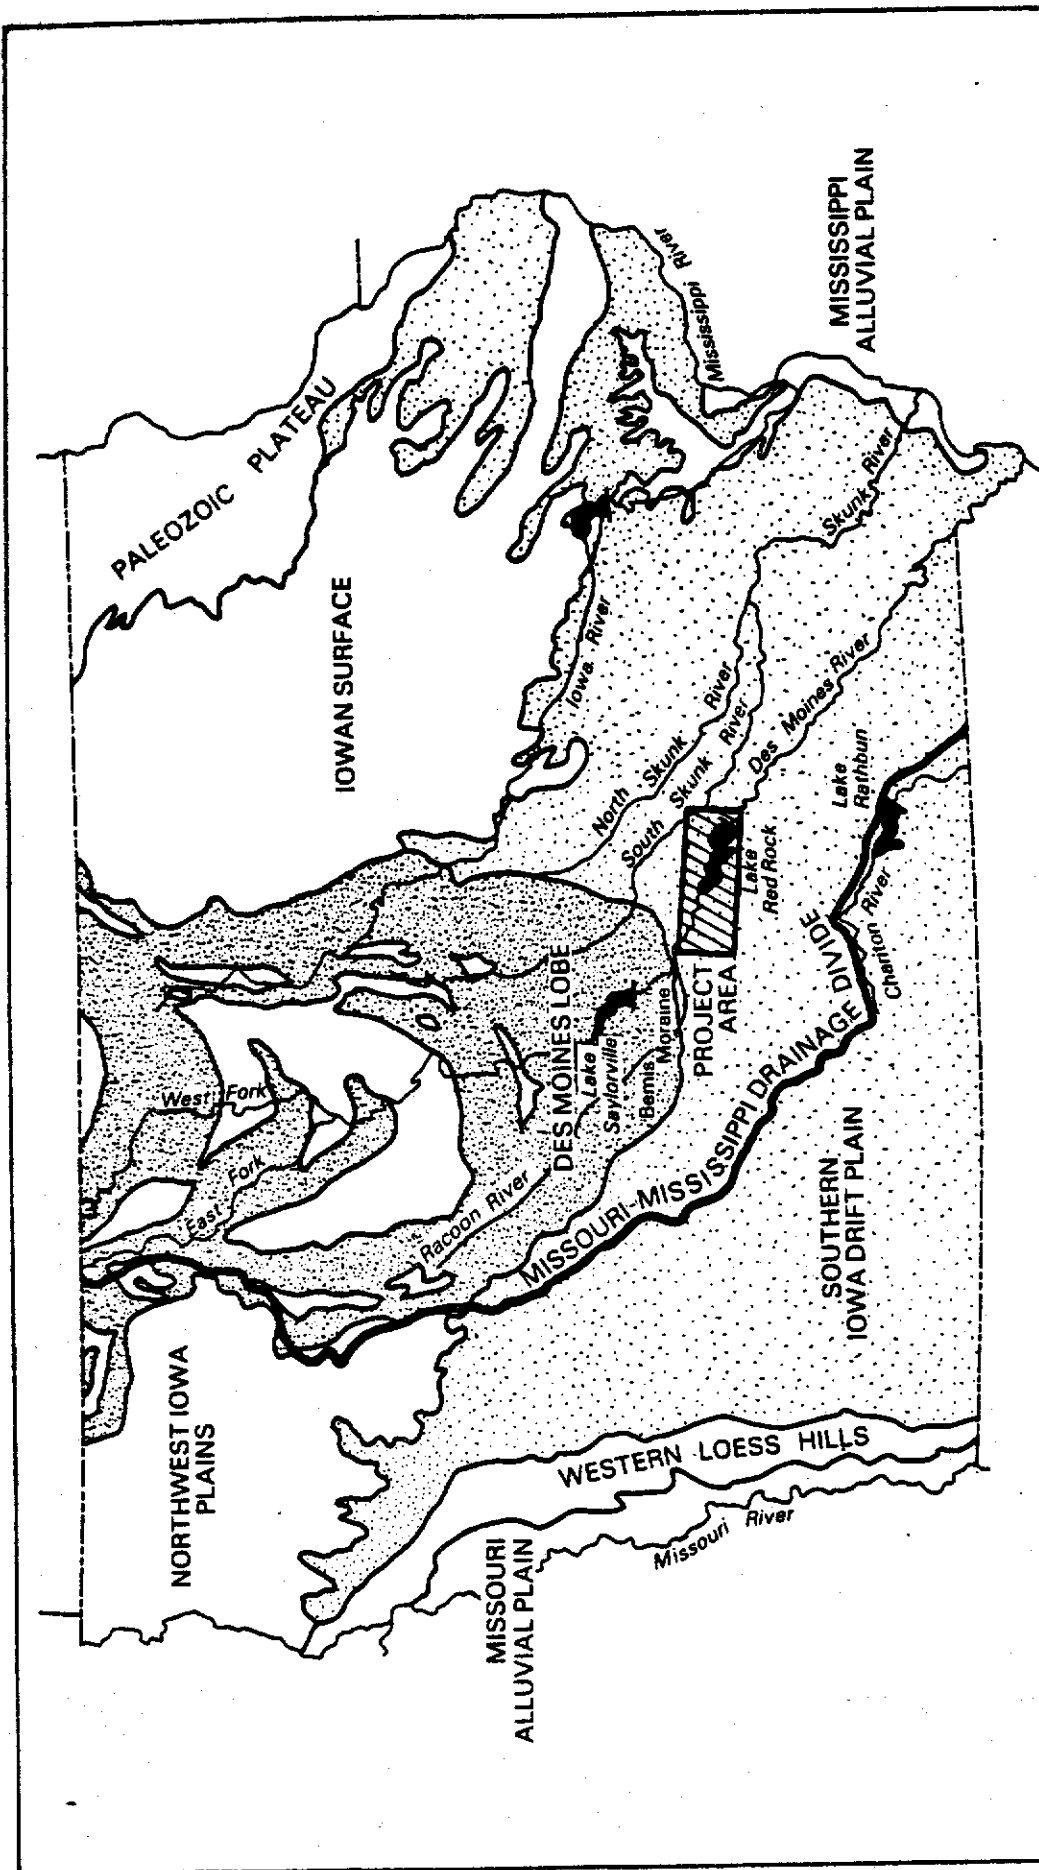 PALEOZOIC PLATEAU
IOWAN SURFACE
NORTHWEST IOWA
PLAINS
West Fork
East Fork
Racoon River
DES MOINES LOBE
Lake
Saylorville
Bemis Moraine
Iowa River
Mississippi River
MISSISSIPPI
ALLUVIAL PLAIN
North Skunk River
South Skunk River
Skunk River
Des Moines River
PROJECT
AREA
Lake
Red Rock
Lake
Rathbun
Chariton River
MISSOURI-MISSISSIPPI DRAINAGE DIVIDE
SOUTHERN
IOWA DRIFT PLAIN
WESTERN LOESS HILLS
MISSOURI
ALLUVIAL PLAIN
Missouri River